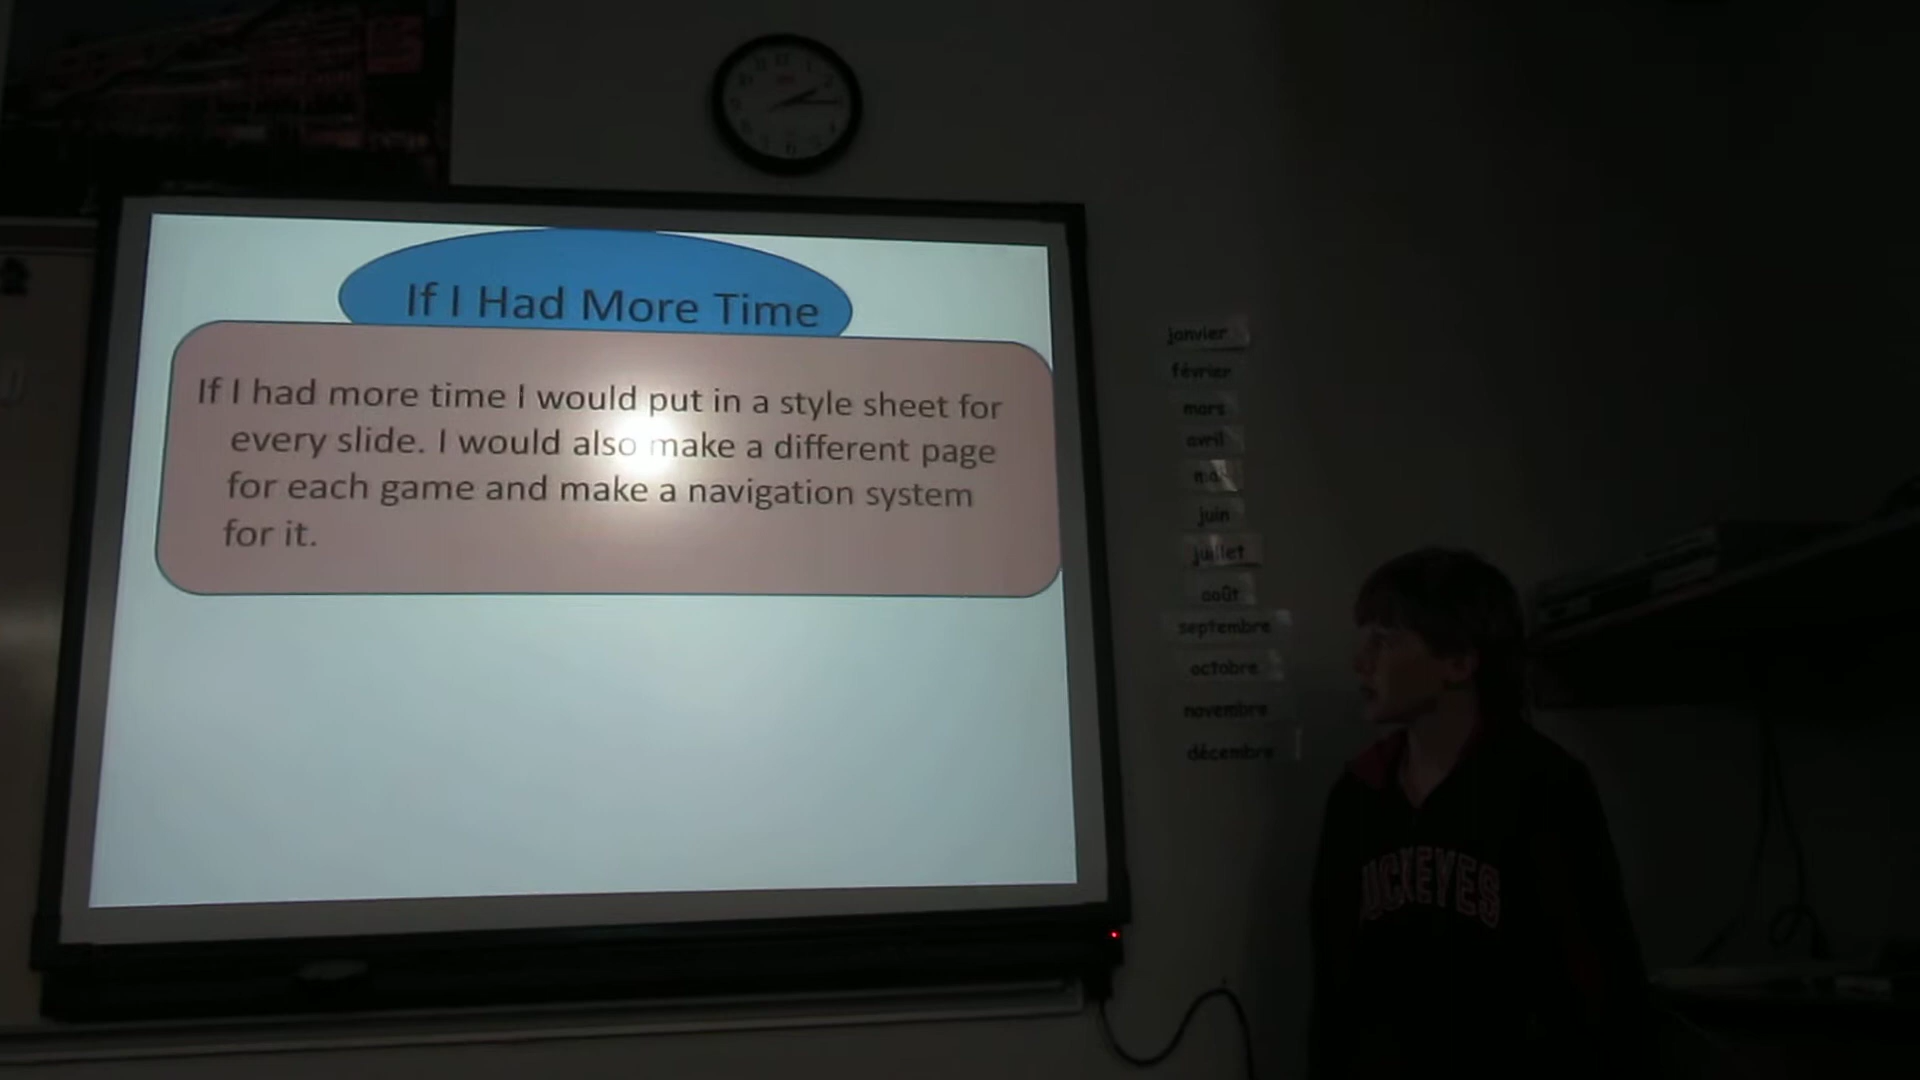 If I Had More Time
If I had more time I would put in a style sheet for
every slide. I would also make a different page
for each game and make a navigation system
for it.
janvier
février
mars
avril
mai
juin
juillet
août
septembre
octobre
novembre
décembre
UCKEYES